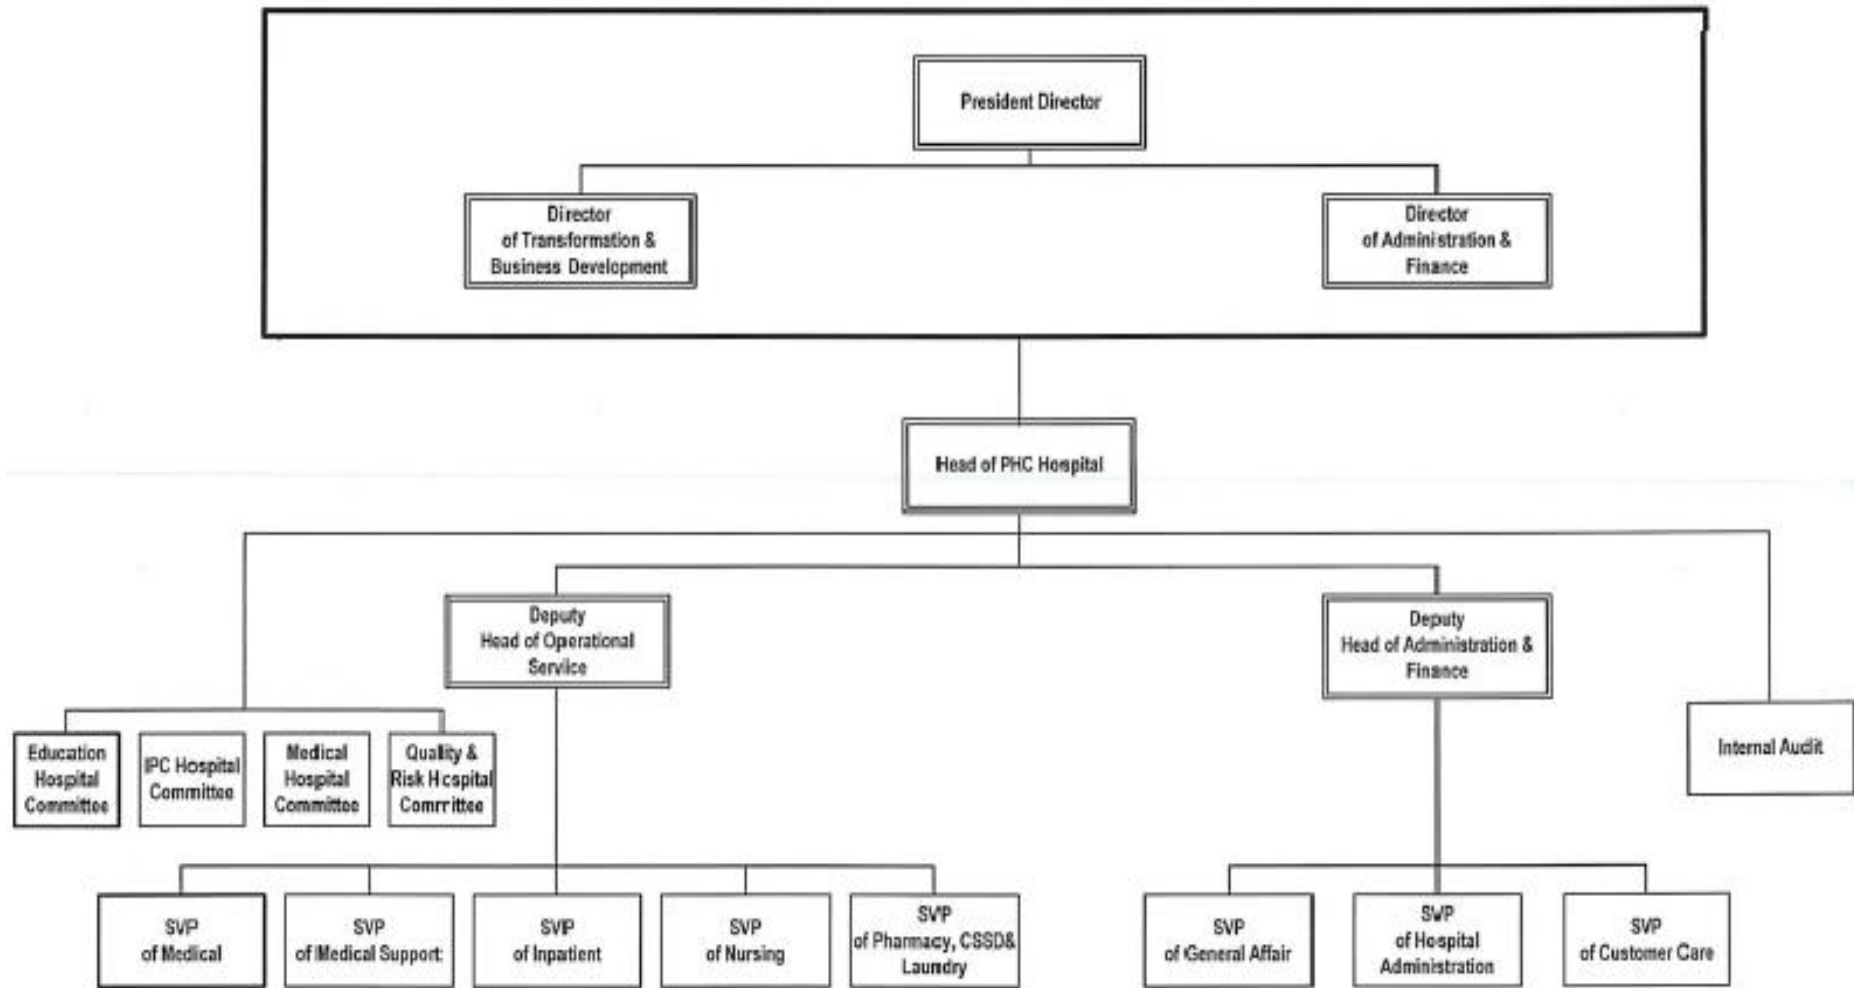 President Director
Director
of Transformation &
Business Development
Director
of Administration &
Finance
Head of PHC Hospital
Deputy
Head of Operational
Service
Deputy
Head of Administration &
Finance
Education
Hospital
Committee
IPC Hospital
Committee
Medical
Hospital
Committee
Quality &
Risk Hospital
Committee
Internal Audit
SVP
of Medical
SVP
of Medical Support
SVP
of Inpatient
SVP
of Nursing
SVP
of Pharmacy, CSSD&
Laundry
SVP
of General Affair
SVP
of Hospital
Administration
SVP
of Customer Care